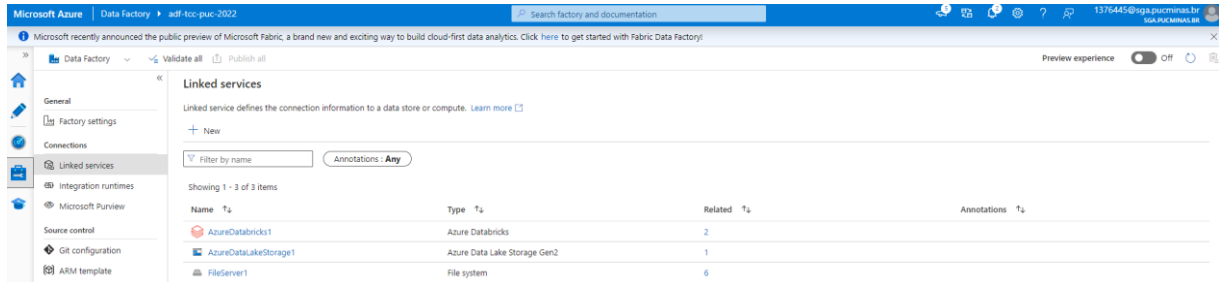 Microsoft Azure | Data Factory ▸ adf-tcc-puc-2022 Search factory and documentation 2 1376445@sga.pucminas.br
SGA.PUCMINAS.BR
Microsoft recently announced the public preview of Microsoft Fabric, a brand new and exciting way to build cloud-first data analytics. Click here to get started with Fabric Data Factory!
Data Factory Validate all Publish all Preview experience Off
Linked services
General
Linked service defines the connection information to a data store or compute. Learn more
Factory settings
+ New
Connections
Linked services Filter by name Annotations : Any
Integration runtimes Showing 1 - 3 of 3 items
Microsoft Purview Name Type Related Annotations
Source control AzureDatabricks1 Azure Databricks 2
Git configuration AzureDataLakeStorage1 Azure Data Lake Storage Gen2 1
ARM template FileServer1 File system 6